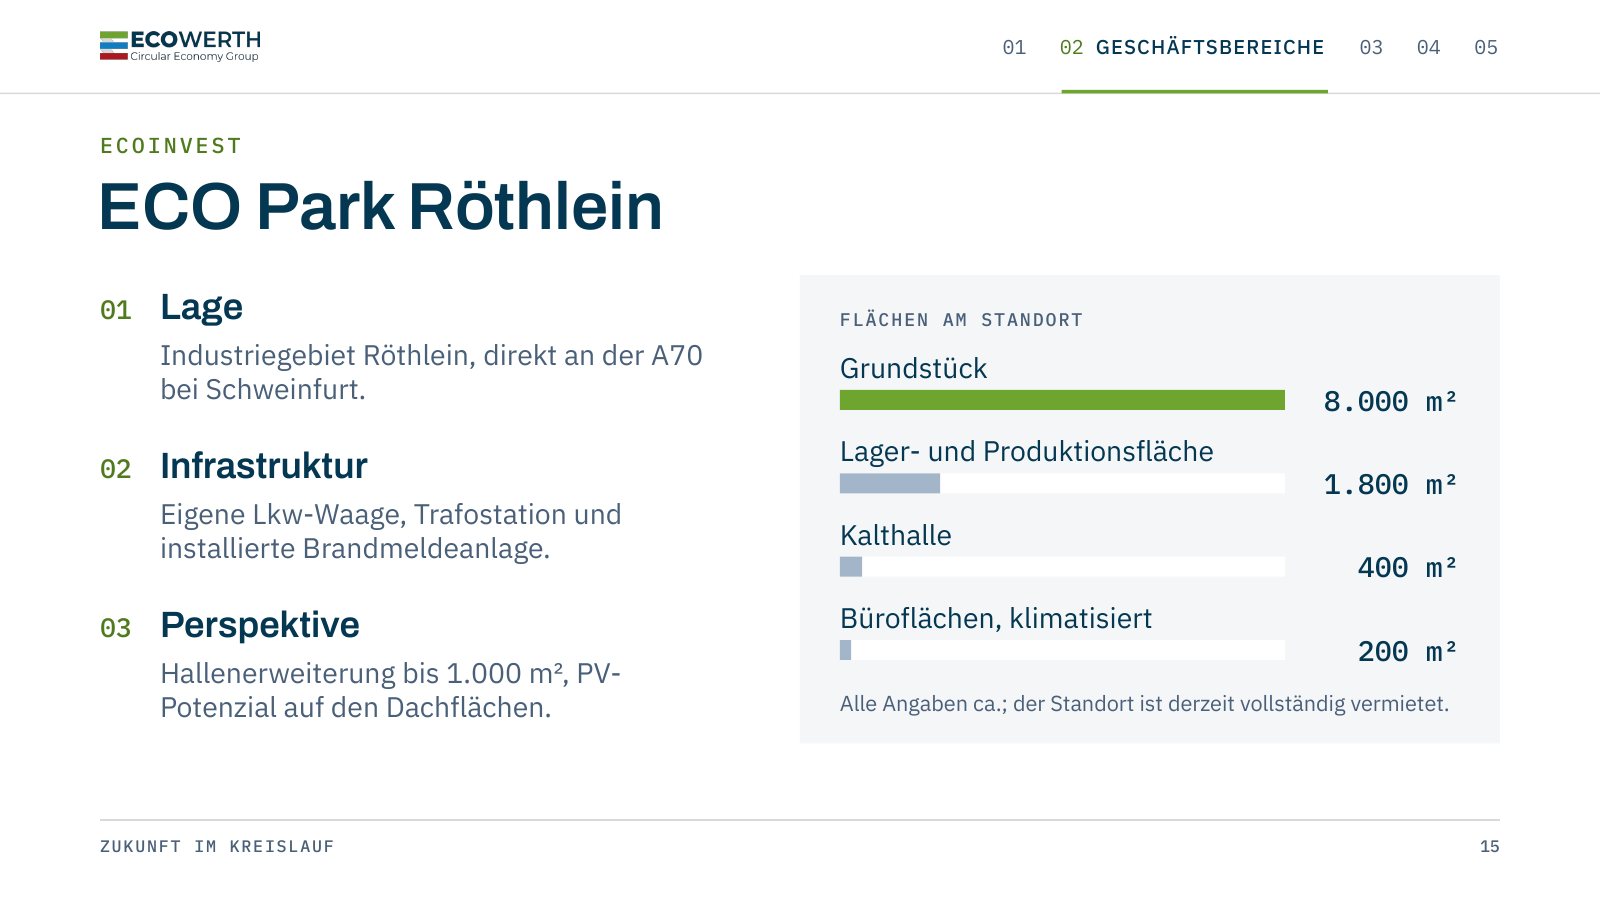 ECOWERTH
Circular Economy Group
01 02 GESCHÄFTSBEREICHE 03 04 05
ECOINVEST
ECO Park Röthlein
01 Lage
Industriegebiet Röthlein, direkt an der A70
bei Schweinfurt.
02 Infrastruktur
Eigene Lkw-Waage, Trafostation und
installierte Brandmeldeanlage.
03 Perspektive
Hallenerweiterung bis 1.000 m², PV-
Potenzial auf den Dachflächen.
FLÄCHEN AM STANDORT
Grundstück
8.000 m²
Lager- und Produktionsfläche
1.800 m²
Kalthalle
400 m²
Büroflächen, klimatisiert
200 m²
Alle Angaben ca.; der Standort ist derzeit vollständig vermietet.
ZUKUNFT IM KREISLAUF
15